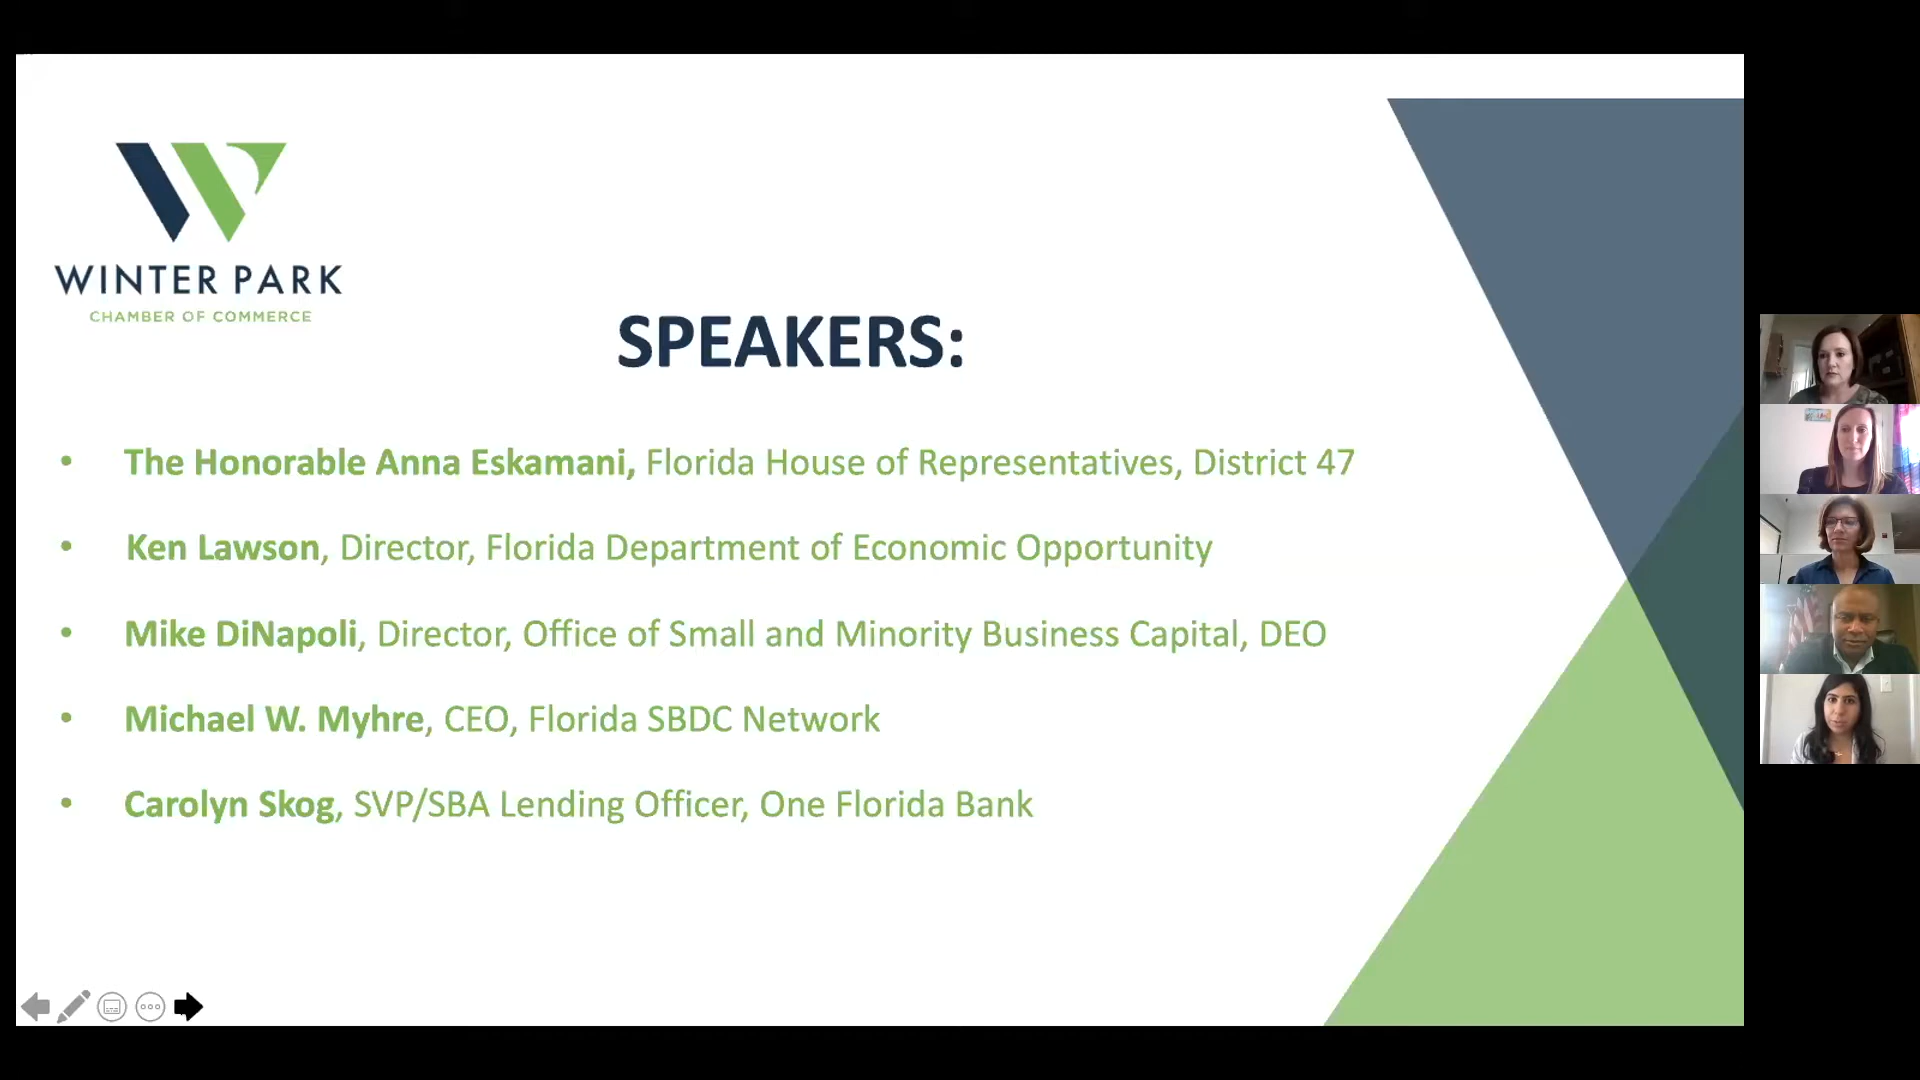 WINTER PARK
CHAMBER OF COMMERCE
SPEAKERS:
• The Honorable Anna Eskamani, Florida House of Representatives, District 47
• Ken Lawson, Director, Florida Department of Economic Opportunity
• Mike DiNapoli, Director, Office of Small and Minority Business Capital, DEO
• Michael W. Myhre, CEO, Florida SBDC Network
• Carolyn Skog, SVP/SBA Lending Officer, One Florida Bank